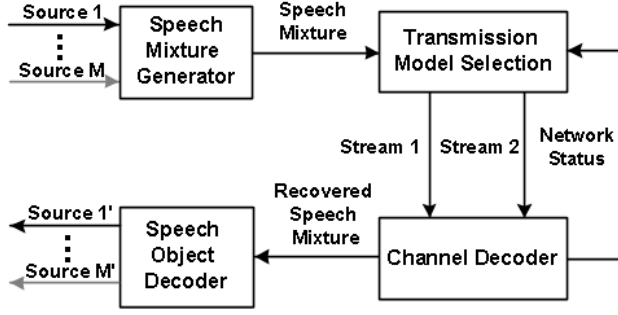 Source 1
Source M
Speech
Mixture
Generator
Speech
Mixture
Transmission
Model Selection
Stream 1
Stream 2
Network
Status
Source 1'
Source M'
Speech
Object
Decoder
Recovered
Speech
Mixture
Channel Decoder